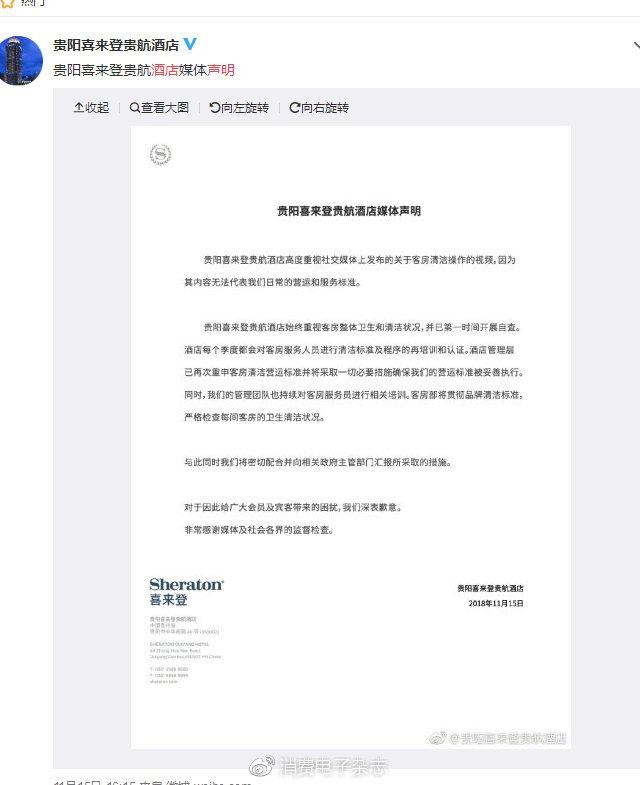 热门
贵阳喜来登贵航酒店
贵阳喜来登贵航酒店媒体声明
收起 查看大图 向左旋转 向右旋转
贵阳喜来登贵航酒店媒体声明
贵阳喜来登贵航酒店高度重视社交媒体上发布的关于客房清洁操作的视频，因为
其内容无法代表我们日常的营运和服务标准。
贵阳喜来登贵航酒店始终重视客房整体卫生和清洁状况，并已第一时间开展自查。
酒店每个季度都会对客房服务人员进行清洁标准及程序的再培训和认证。酒店管理层
已再次重申客房清洁营运标准并将采取一切必要措施确保我们的营运标准被妥善执行。
同时，我们的管理团队也持续对客房服务员进行相关培训。客房部将贯彻品牌清洁标准，
严格检查每间客房的卫生清洁状况。
与此同时我们将密切配合并向相关政府主管部门汇报所采取的措施。
对于因此给广大会员及宾客带来的困扰，我们深表歉意。
非常感谢媒体及社会各界的监督检查。
Sheraton
喜来登
贵阳喜来登贵航酒店
2018年11月15日
贵阳喜来登贵航酒店
SHERATON GUIYANG HOTEL
sheraton.com
@贵阳喜来登贵航酒店
消费电子杂志
11月15日 16:15 来自 微博 weibo.com